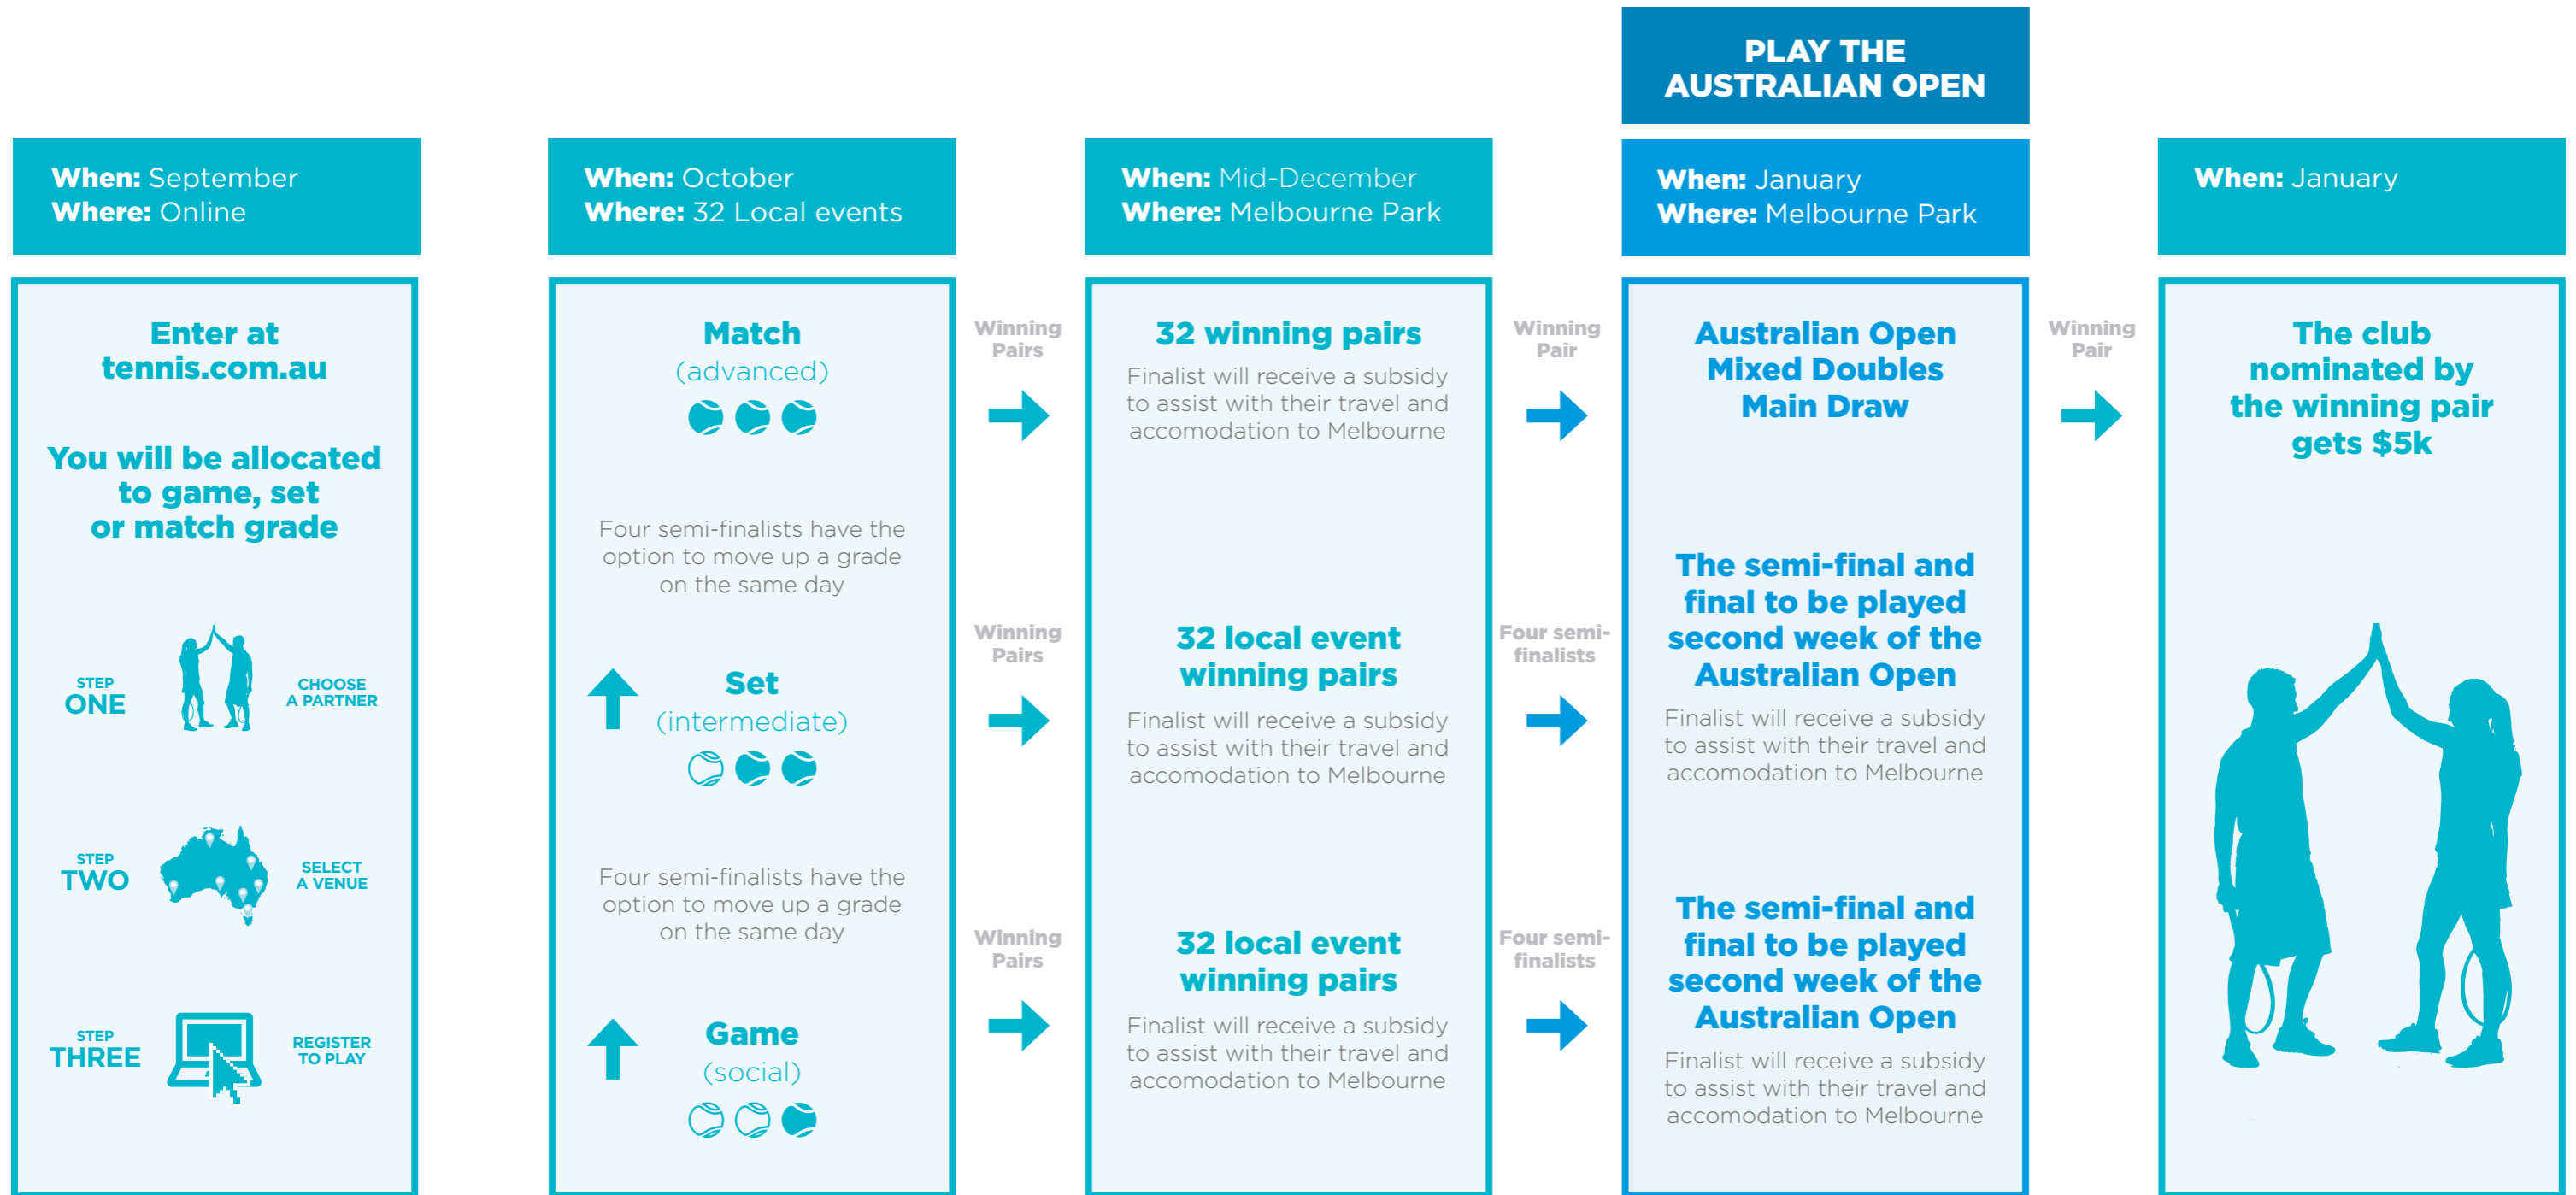 PLAY THE
AUSTRALIAN OPEN
When: September
Where: Online
Enter at
tennis.com.au
You will be allocated
to game, set
or match grade
STEP
ONE
CHOOSE
A PARTNER
STEP
TWO
SELECT
A VENUE
STEP
THREE
REGISTER
TO PLAY
When: October
Where: 32 Local events
Match
(advanced)
Four semi-finalists have the
option to move up a grade
on the same day
Set
(intermediate)
Four semi-finalists have the
option to move up a grade
on the same day
Game
(social)
Winning
Pairs
Winning
Pairs
Winning
Pairs
When: Mid-December
Where: Melbourne Park
32 winning pairs
Finalist will receive a subsidy
to assist with their travel and
accomodation to Melbourne
32 local event
winning pairs
Finalist will receive a subsidy
to assist with their travel and
accomodation to Melbourne
32 local event
winning pairs
Finalist will receive a subsidy
to assist with their travel and
accomodation to Melbourne
Winning
Pair
Four semi-
finalists
Four semi-
finalists
When: January
Where: Melbourne Park
Australian Open
Mixed Doubles
Main Draw
The semi-final and
final to be played
second week of the
Australian Open
Finalist will receive a subsidy
to assist with their travel and
accomodation to Melbourne
The semi-final and
final to be played
second week of the
Australian Open
Finalist will receive a subsidy
to assist with their travel and
accomodation to Melbourne
Winning
Pair
When: January
The club
nominated by
the winning pair
gets $5k